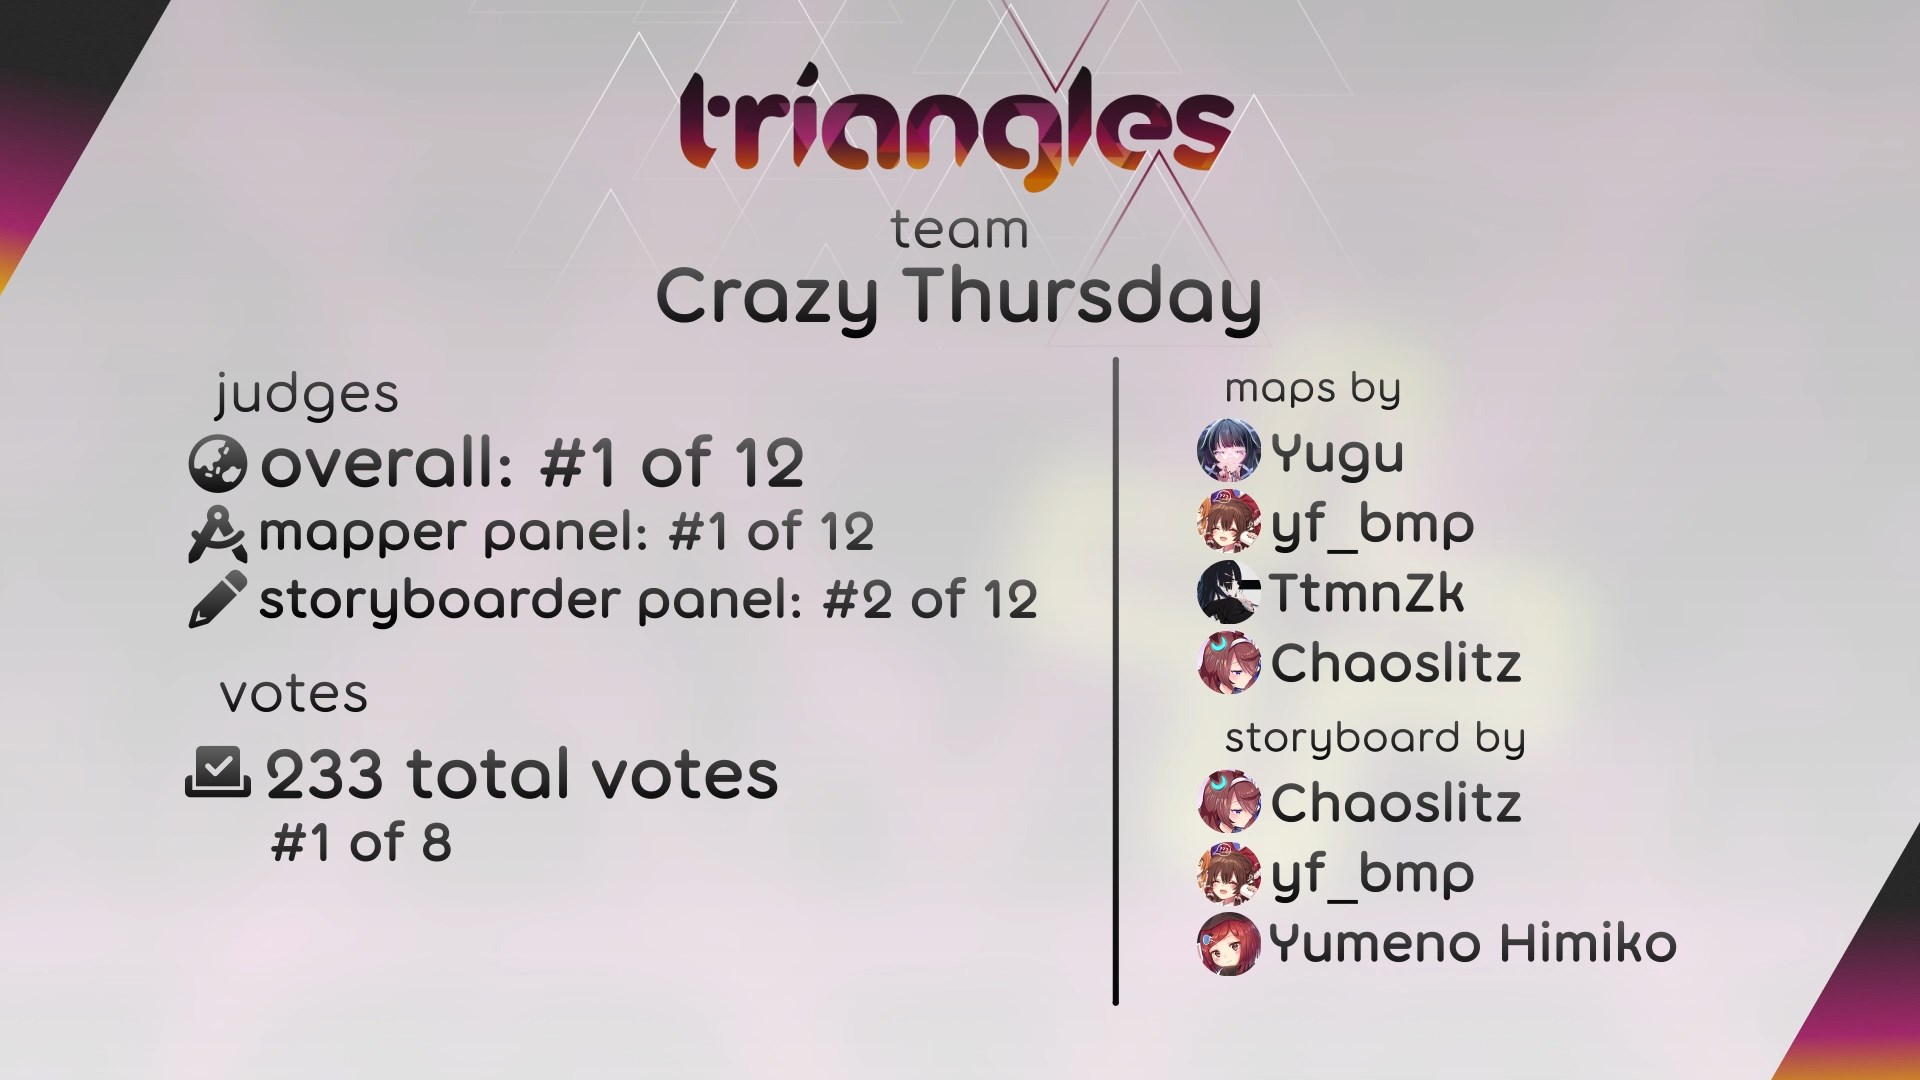 triangles
team
Crazy Thursday
judges
overall: #1 of 12
mapper panel: #1 of 12
storyboarder panel: #2 of 12
votes
233 total votes
#1 of 8
maps by
Yugu
yf_bmp
TtmnZk
Chaoslitz
storyboard by
Chaoslitz
yf_bmp
Yumeno Himiko